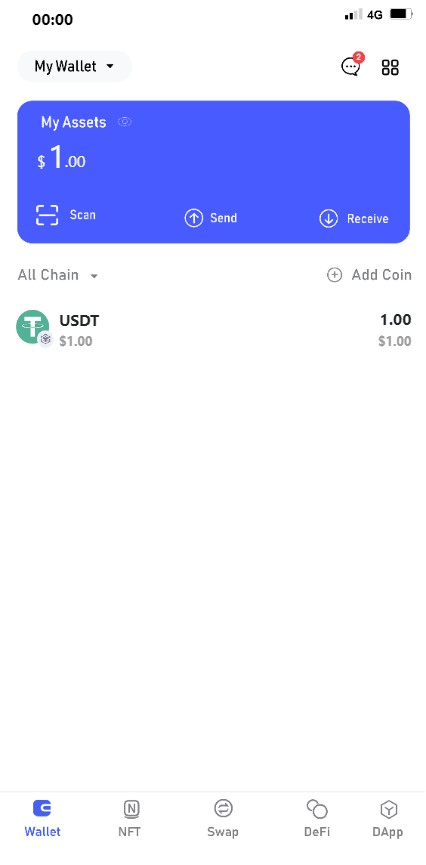 00:00 4G
My Wallet 2
My Assets
$ 1.00
Scan Send Receive
All Chain Add Coin
USDT 1.00
$1.00 $1.00
Wallet NFT Swap DeFi DApp